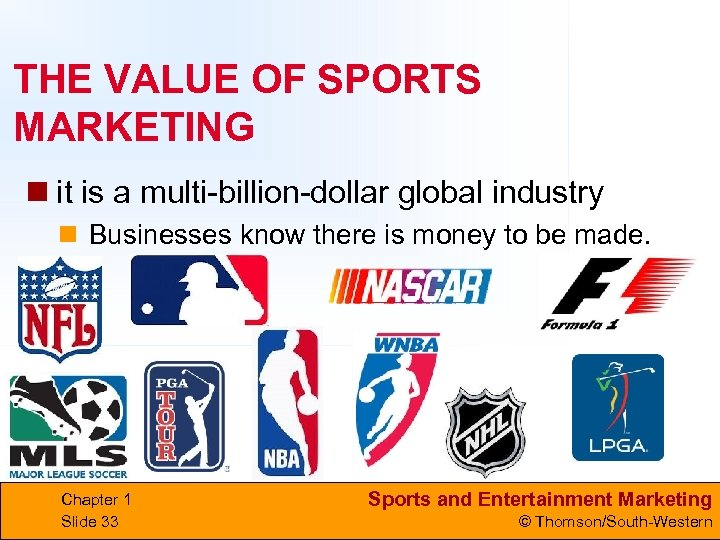 THE VALUE OF SPORTS
MARKETING
it is a multi-billion-dollar global industry
Businesses know there is money to be made.
NFL
NASCAR
F1
Formula 1
MLS
MAJOR LEAGUE SOCCER
PGA
TOUR
NBA
WNBA
NHL
LPGA
Chapter 1
Slide 33
Sports and Entertainment Marketing
© Thomson/South-Western